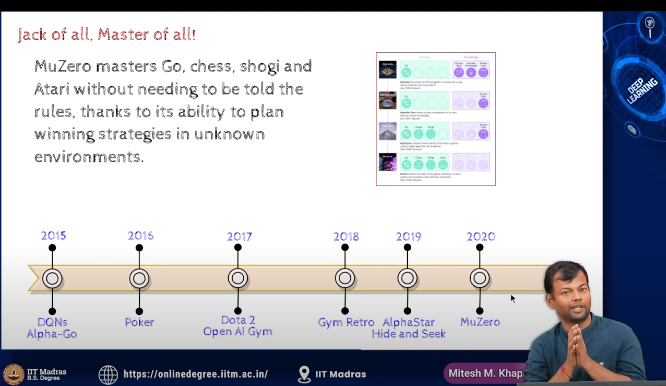 Jack of all, Master of all!
MuZero masters Go, chess, shogi and
Atari without needing to be told the
rules, thanks to its ability to plan
winning strategies in unknown
environments.
DEEP
LEARNING
2015
2016
2017
2018
2019
2020
DQNs
Alpha-Go
Poker
Dota 2
Open AI Gym
Gym Retro
AlphaStar
Hide and Seek
MuZero
IIT Madras
B.S. Degree
https://onlinedegree.iitm.ac.in/
IIT Madras
Mitesh M. Khap